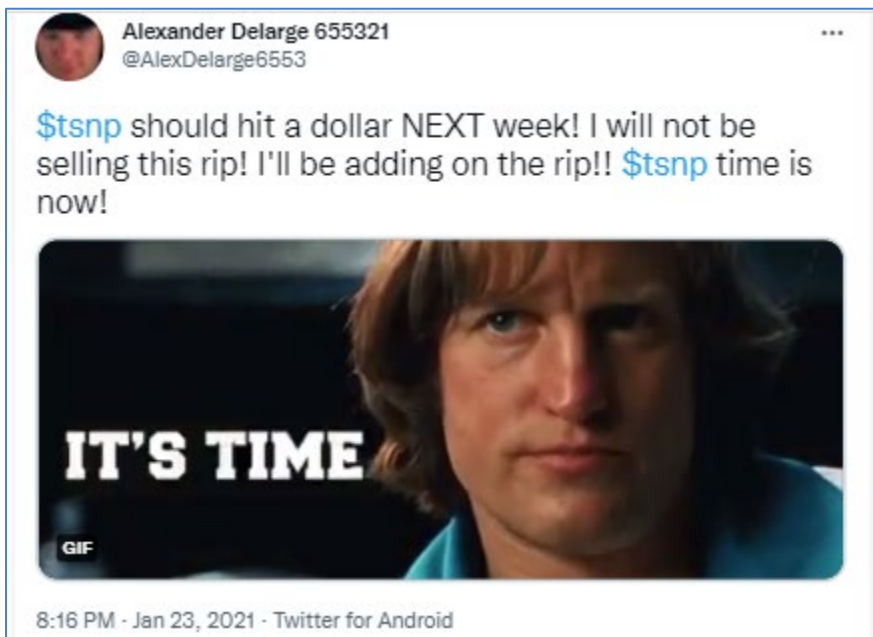 Alexander Delarge 655321
@AlexDelarge6553
$tsnp should hit a dollar NEXT week! I will not be
selling this rip! I'll be adding on the rip!! $tsnp time is
now!
IT'S TIME
GIF
8:16 PM · Jan 23, 2021 · Twitter for Android